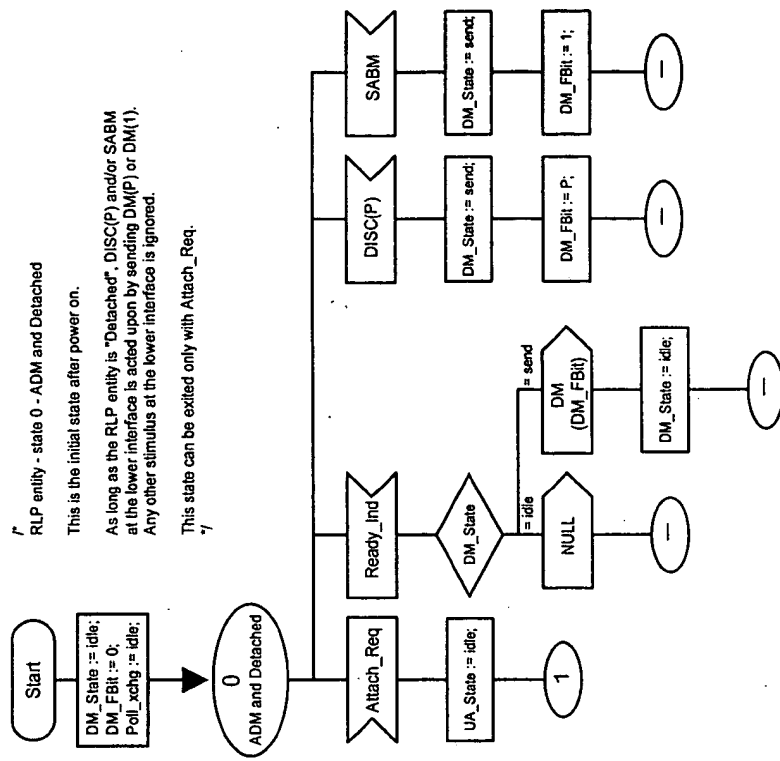 /*
RLP entity - state 0 - ADM and Detached
This is the initial state after power on.
As long as the RLP entity is "Detached", DISC(P) and/or SABM
at the lower interface is acted upon by sending DM(P) or DM(1).
Any other stimulus at the lower interface is ignored.
This state can be exited only with Attach_Req.
*/
Start
DM_State := idle;
DM_FBit := 0;
Poll_xchg := idle;
0
ADM and Detached
Attach_Req
Ready_Ind
DISC(P)
SABM
UA_State := idle;
DM_State
DM_State := send;
DM_State := send;
= idle
= send
1
NULL
DM
(DM_FBit)
DM_FBit := P;
DM_FBit := 1;
–
DM_State := idle;
–
–
–